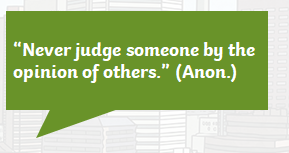 “Never judge someone by the
opinion of others.” (Anon.)